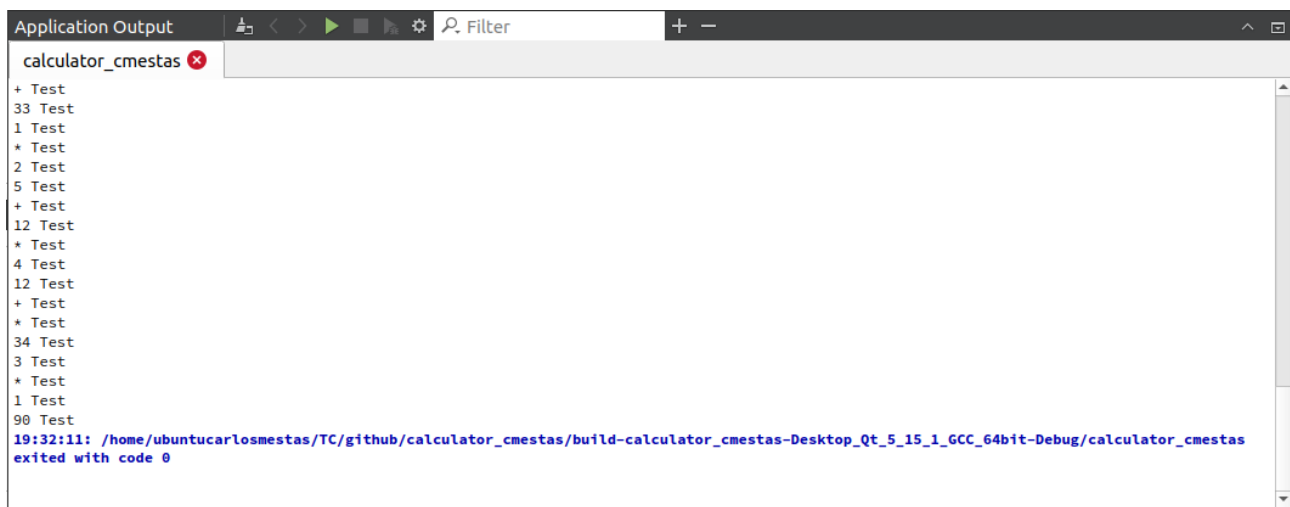 Application Output Filter
calculator_cmestas
+ Test
33 Test
1 Test
* Test
2 Test
5 Test
+ Test
12 Test
* Test
4 Test
12 Test
+ Test
* Test
34 Test
3 Test
* Test
1 Test
90 Test
19:32:11: /home/ubuntucarlosmestas/TC/github/calculator_cmestas/build-calculator_cmestas-Desktop_Qt_5_15_1_GCC_64bit-Debug/calculator_cmestas
exited with code 0